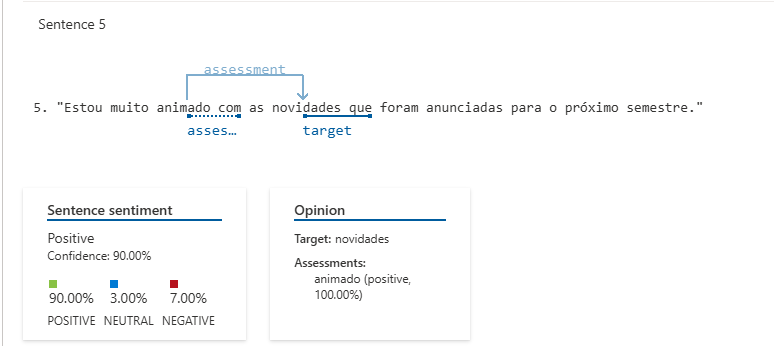 Sentence 5
assessment
5. "Estou muito animado com as novidades que foram anunciadas para o próximo semestre."
asses… target
Sentence sentiment
Positive
Confidence: 90.00%
90.00% 3.00% 7.00%
POSITIVE NEUTRAL NEGATIVE
Opinion
Target: novidades
Assessments:
animado (positive,
100.00%)